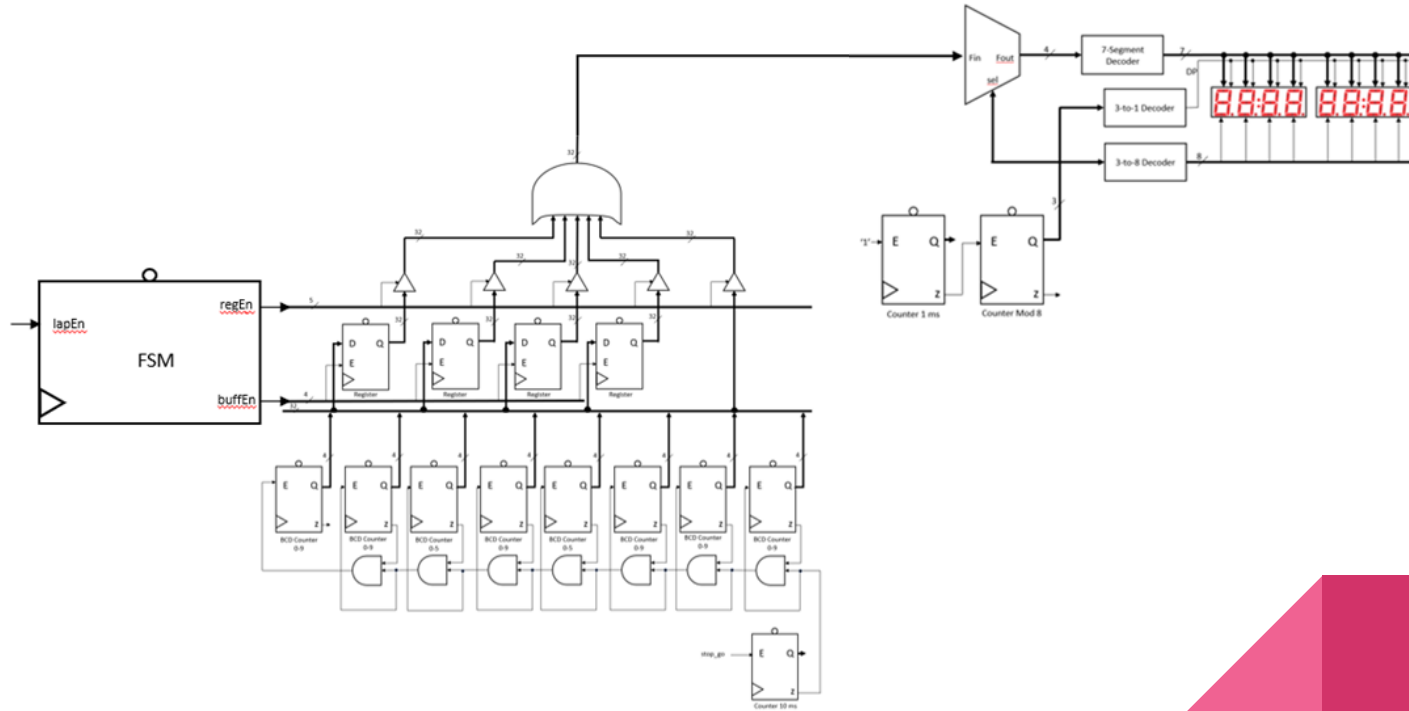 Fin
Fout
sel
4
7-Segment
Decoder
7
DP
3-to-1 Decoder
3-to-8 Decoder
8
3
32
'1'
E
Q
Z
Counter 1 ms
E
Q
Z
Counter Mod 8
32
32
32
32
32
lapEn
FSM
regEn
buffEn
5
32
32
32
32
D
Q
E
Register
D
Q
E
Register
D
Q
E
Register
D
Q
E
Register
4
32
4
4
4
4
4
4
4
4
E
Q
Z
BCD Counter
0-9
E
Q
Z
BCD Counter
0-9
E
Q
Z
BCD Counter
0-5
E
Q
Z
BCD Counter
0-9
E
Q
Z
BCD Counter
0-5
E
Q
Z
BCD Counter
0-9
E
Q
Z
BCD Counter
0-9
E
Q
Z
BCD Counter
0-9
stop_go
E
Q
Z
Counter 10 ms